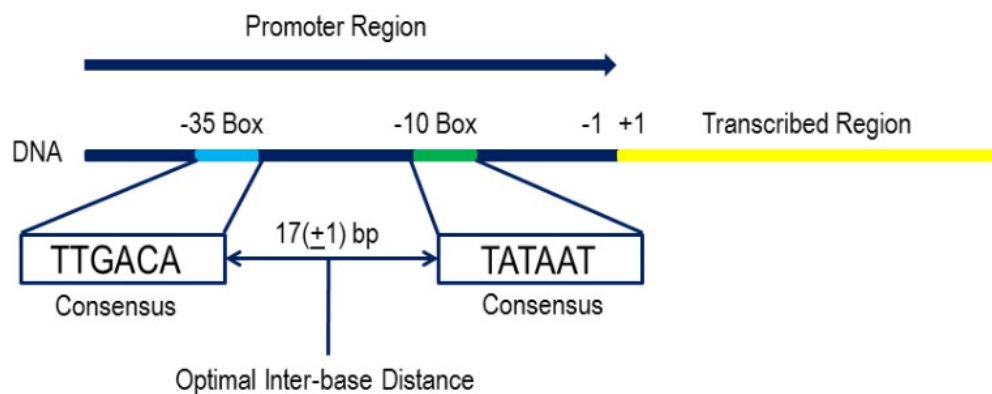 Promoter Region
-35 Box -10 Box -1 +1 Transcribed Region
DNA
17(±1) bp
TTGACA TATAAT
Consensus Consensus
Optimal Inter-base Distance